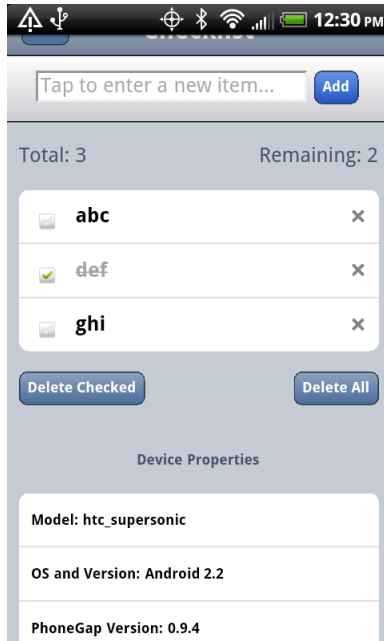 12:30 PM
Checklist
Tap to enter a new item...
Add
Total: 3
Remaining: 2
abc
def
ghi
Delete Checked
Delete All
Device Properties
Model: htc_supersonic
OS and Version: Android 2.2
PhoneGap Version: 0.9.4